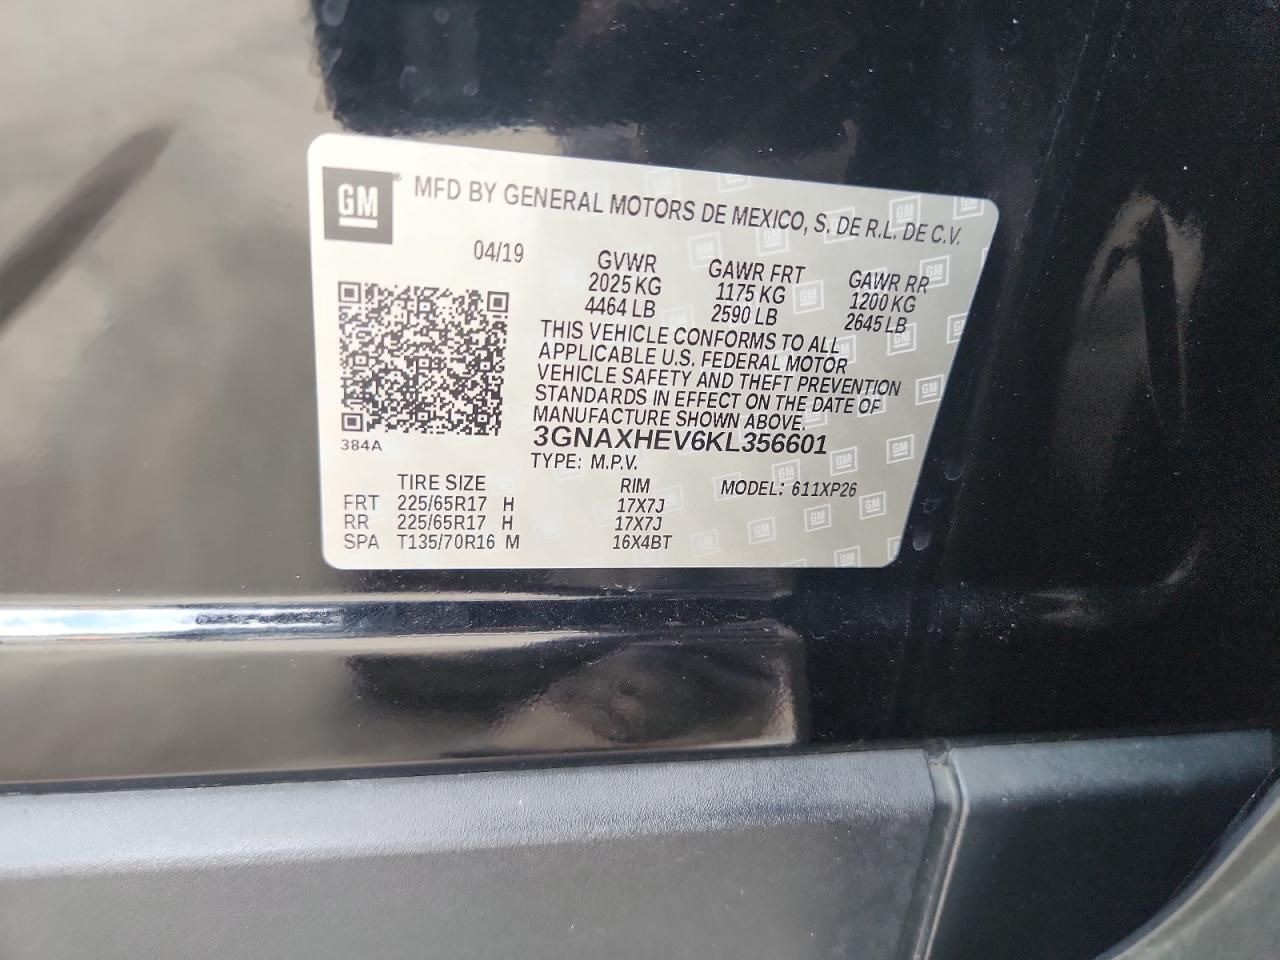 GM® MFD BY GENERAL MOTORS DE MEXICO, S. DE R.L. DE C.V.
04/19
GVWR GAWR FRT GAWR RR
2025 KG 1175 KG 1200 KG
4464 LB 2590 LB 2645 LB
THIS VEHICLE CONFORMS TO ALL
APPLICABLE U.S. FEDERAL MOTOR
VEHICLE SAFETY AND THEFT PREVENTION
STANDARDS IN EFFECT ON THE DATE OF
MANUFACTURE SHOWN ABOVE.
384A
3GNAXHEV6KL356601
TYPE: M.P.V.
TIRE SIZE RIM MODEL: 611XP26
FRT 225/65R17 H 17X7J
RR 225/65R17 H 17X7J
SPA T135/70R16 M 16X4BT